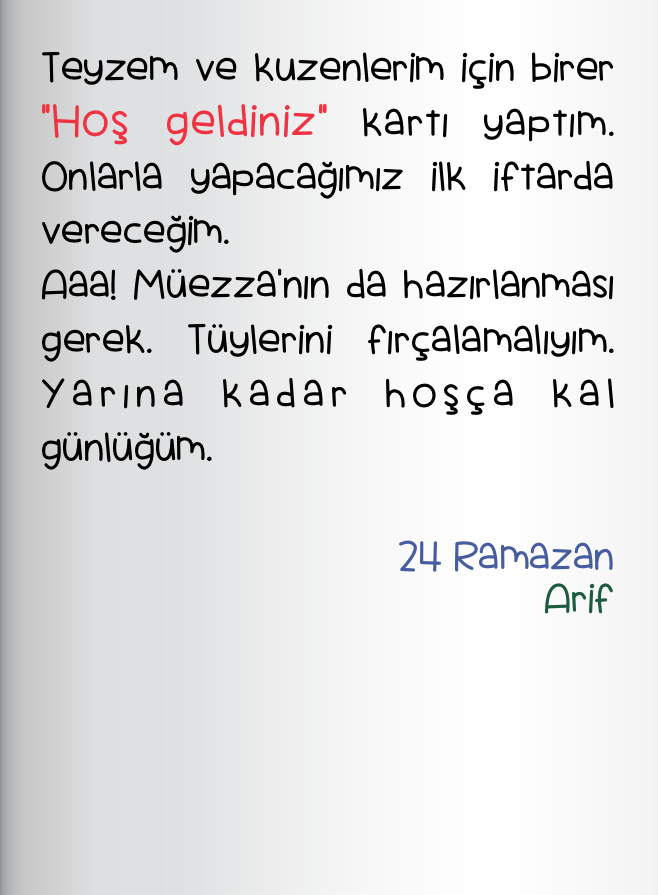 Teyzem ve kuzenlerim için birer
"Hoş geldiniz" kartı yaptım.
Onlarla yapacağımız ilk iftarda
vereceğim.
Aaa! Müezza'nın da hazırlanması
gerek. Tüylerini fırçalamalıyım.
Yarına kadar hoşça kal
günlüğüm.
24 Ramazan
Arif